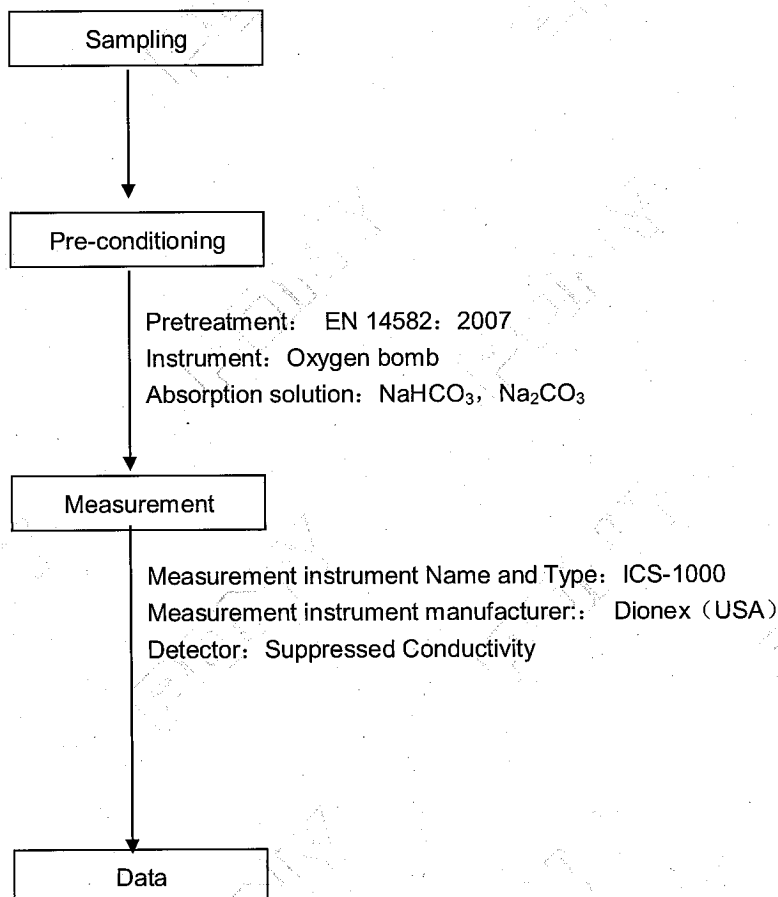 Sampling
Pre-conditioning
Pretreatment： EN 14582：2007
Instrument：Oxygen bomb
Absorption solution：NaHCO₃，Na₂CO₃
Measurement
Measurement instrument Name and Type：ICS-1000
Measurement instrument manufacturer:： Dionex（USA）
Detector：Suppressed Conductivity
Data